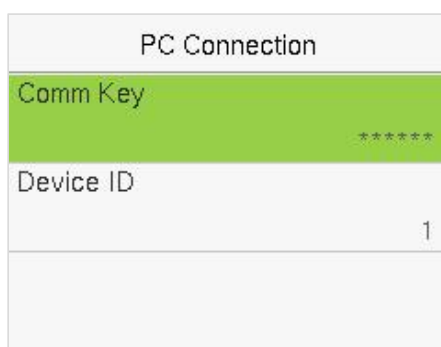 PC Connection
Comm Key
******
Device ID
1